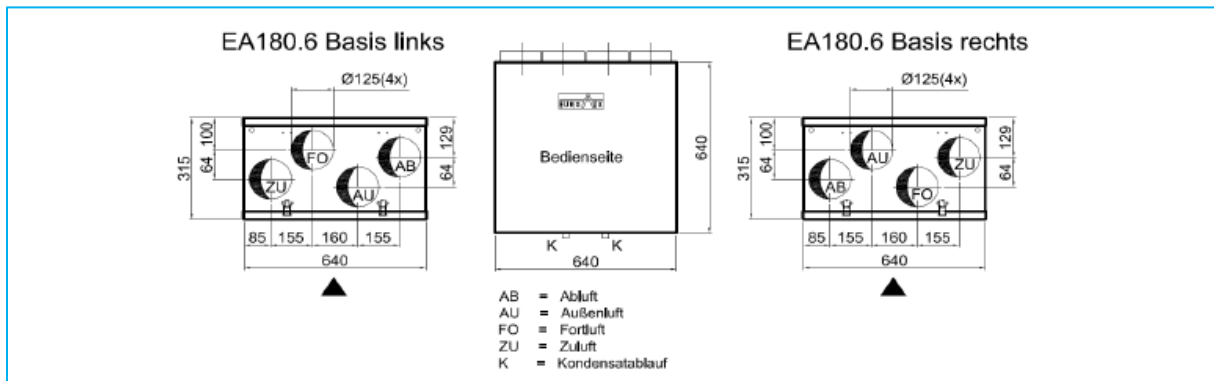 EA180.6 Basis links
EA180.6 Basis rechts
Ø125(4x)
315
100
64
129
64
FO
AB
ZU
AU
85 155 160 155
640
Bedienseite
640
K K
640
Ø125(4x)
315
100
64
129
64
AU
ZU
AB
FO
85 155 160 155
640
AB = Abluft
AU = Außenluft
FO = Fortluft
ZU = Zuluft
K = Kondensatablauf